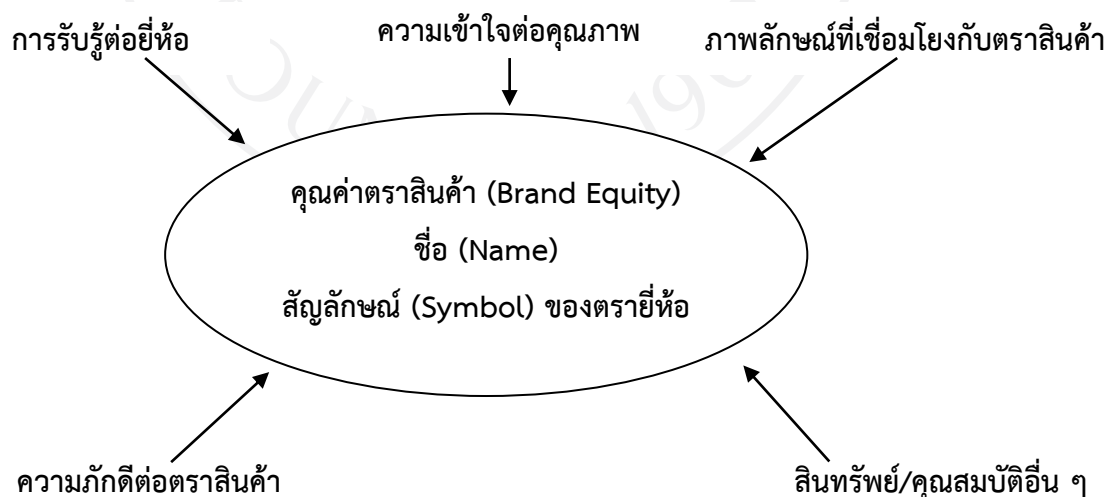 การรับรู้ต่อยี่ห้อ
ความเข้าใจต่อคุณภาพ
ภาพลักษณ์ที่เชื่อมโยงกับตราสินค้า
คุณค่าตราสินค้า (Brand Equity)
ชื่อ (Name)
สัญลักษณ์ (Symbol) ของตรายี่ห้อ
ความภักดีต่อตราสินค้า
สินทรัพย์/คุณสมบัติอื่น ๆ